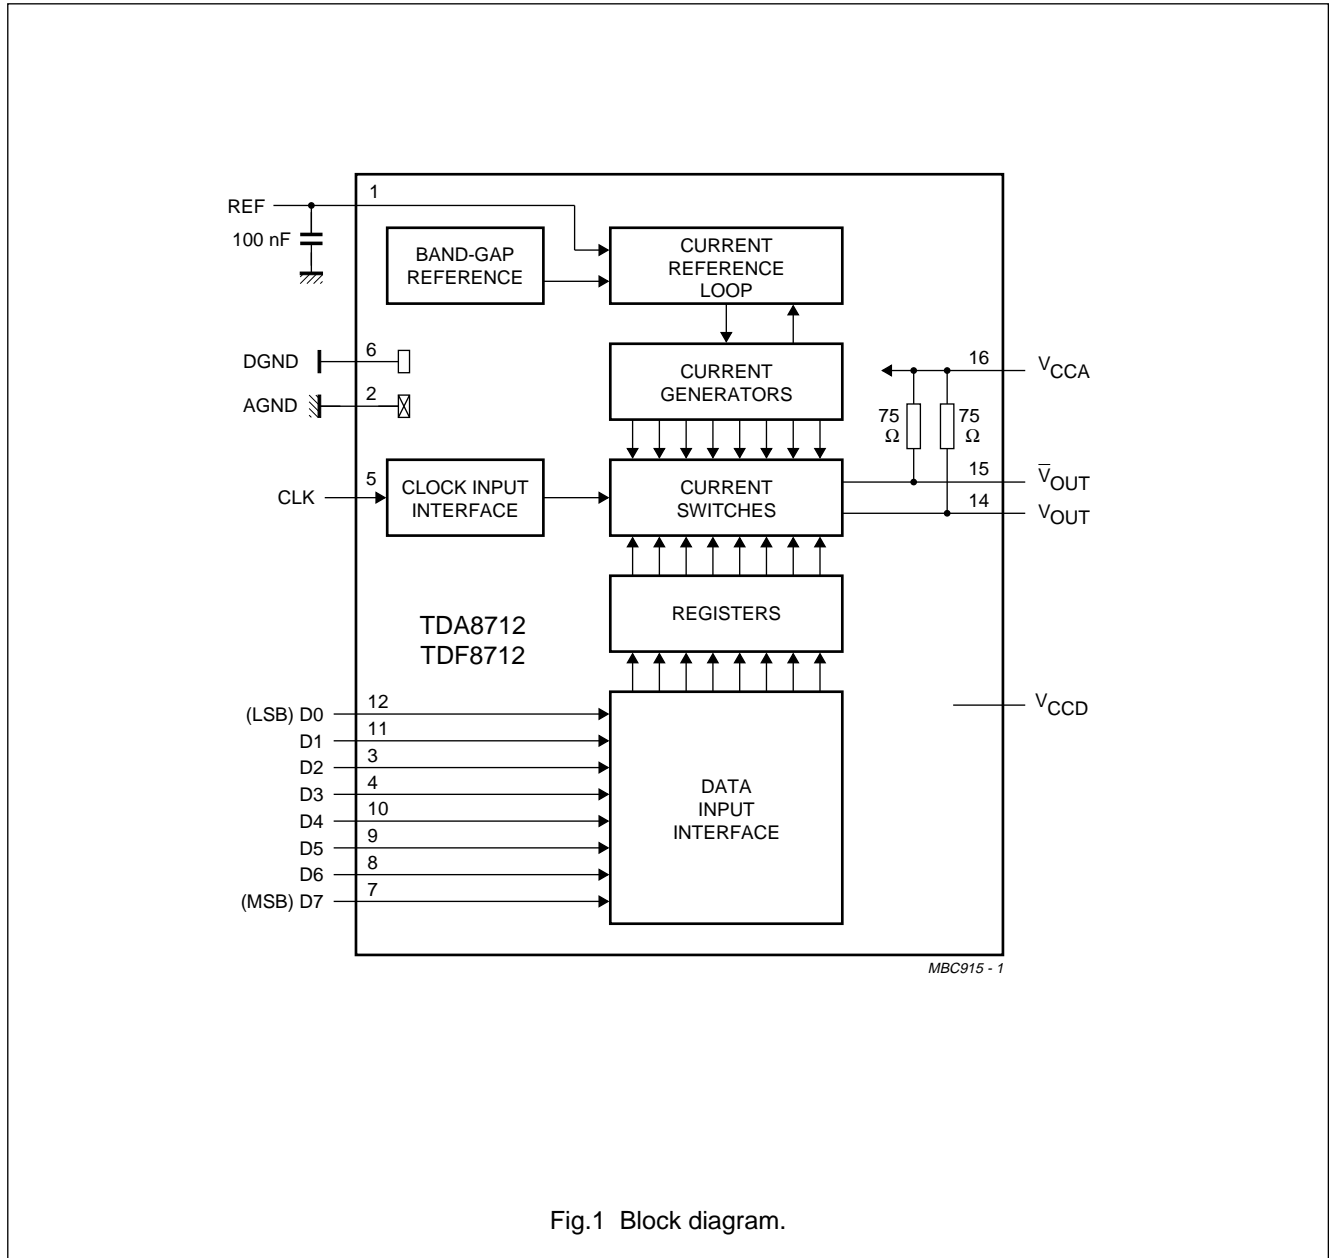 1
REF
100 nF
BAND-GAP
REFERENCE
CURRENT
REFERENCE
LOOP
DGND
6
AGND
2
CURRENT
GENERATORS
16
VCCA
75
Ω
75
Ω
CLK
5
CLOCK INPUT
INTERFACE
CURRENT
SWITCHES
15
V̅OUT
14
VOUT
REGISTERS
TDA8712
TDF8712
VCCD
(LSB) D0
12
D1
11
D2
3
D3
4
D4
10
D5
9
D6
8
(MSB) D7
7
DATA
INPUT
INTERFACE
MBC915 - 1
Fig.1 Block diagram.